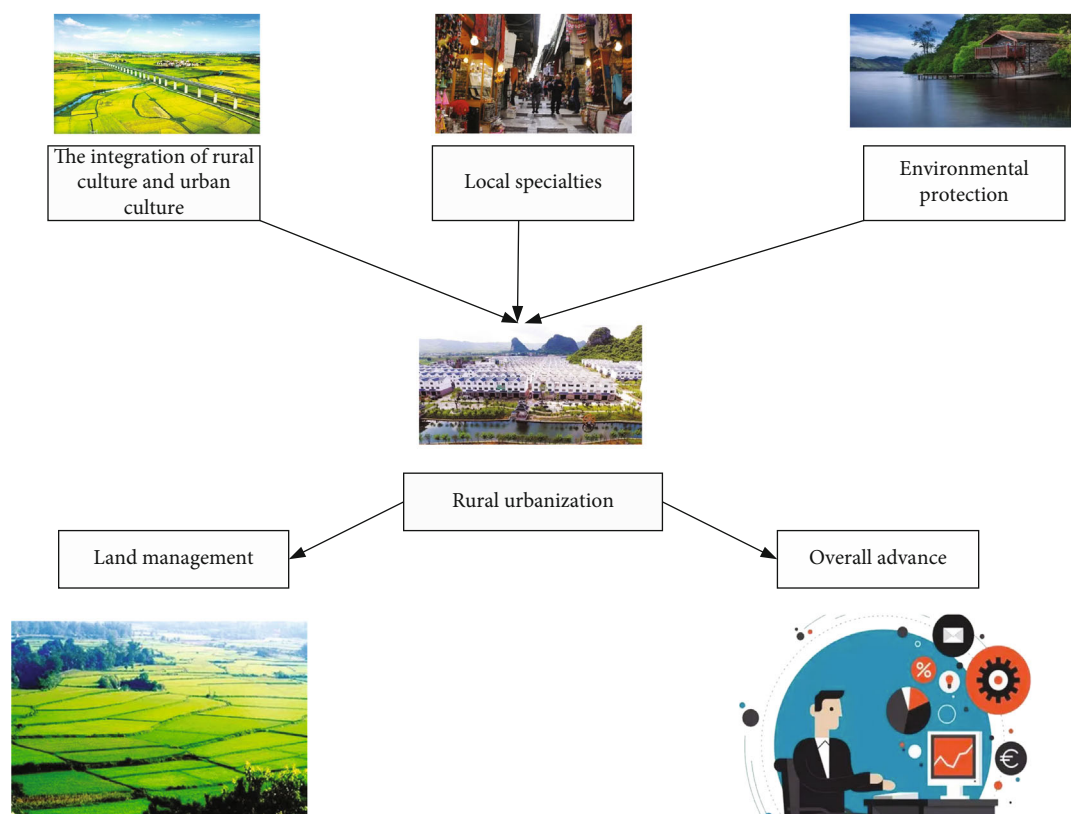 The integration of rural
culture and urban
culture
Local specialties
Environmental
protection
Rural urbanization
Land management
Overall advance
%
€